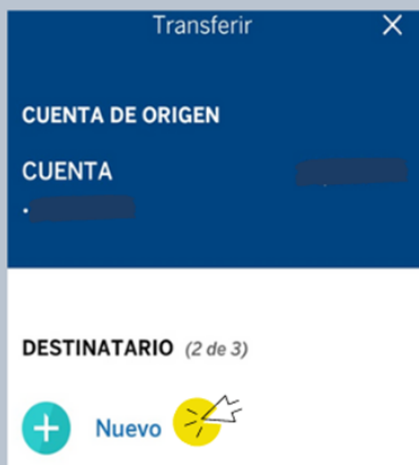 Transferir
CUENTA DE ORIGEN
CUENTA
DESTINATARIO (2 de 3)
Nuevo